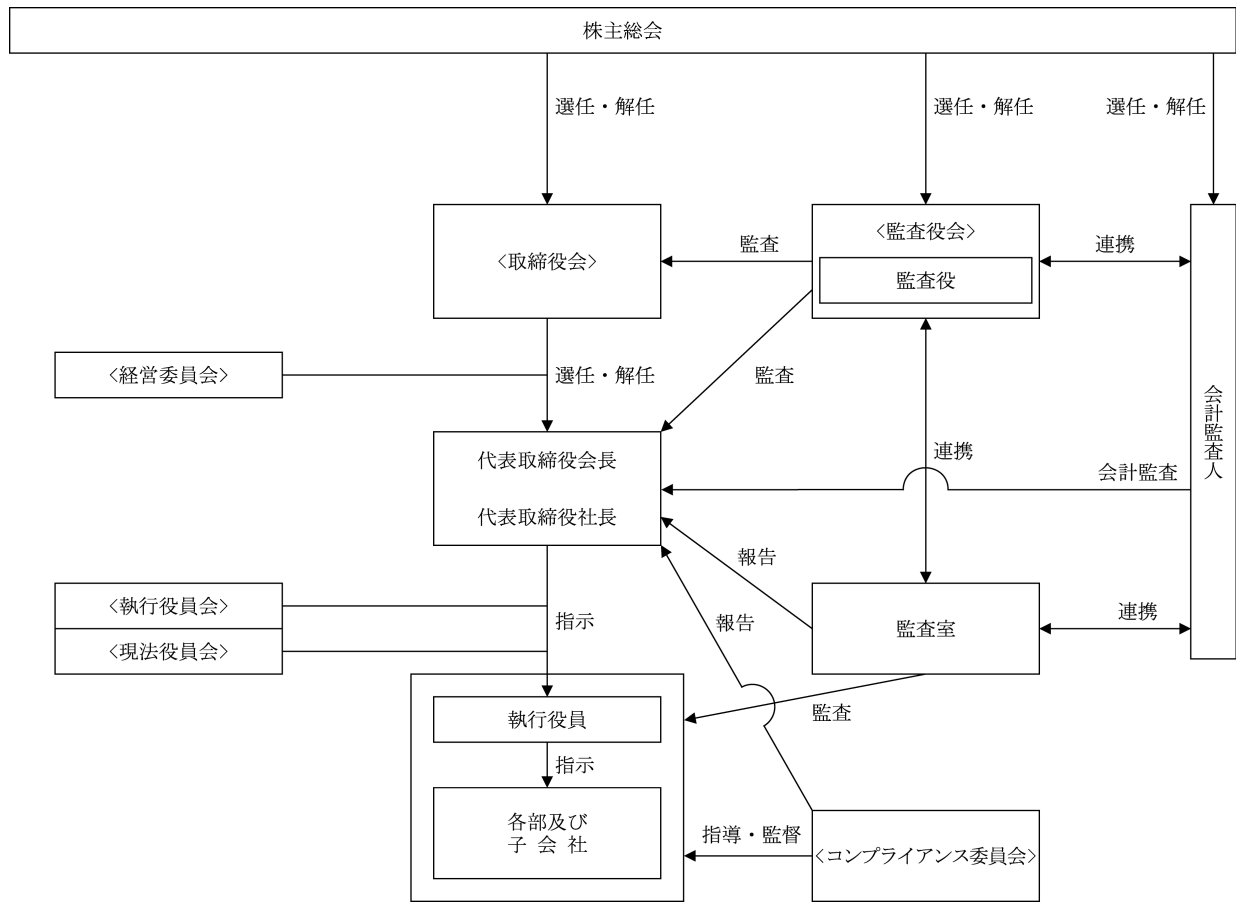 株主総会
選任・解任
選任・解任
選任・解任
<取締役会>
監査
<監査役会>
監査役
連携
<経営委員会>
選任・解任
監査
会計監査人
代表取締役会長
代表取締役社長
連携
会計監査
報告
<執行役員会>
<現法役員会>
指示
報告
監査室
連携
執行役員
監査
指示
各部及び
子会社
指導・監督
<コンプライアンス委員会>